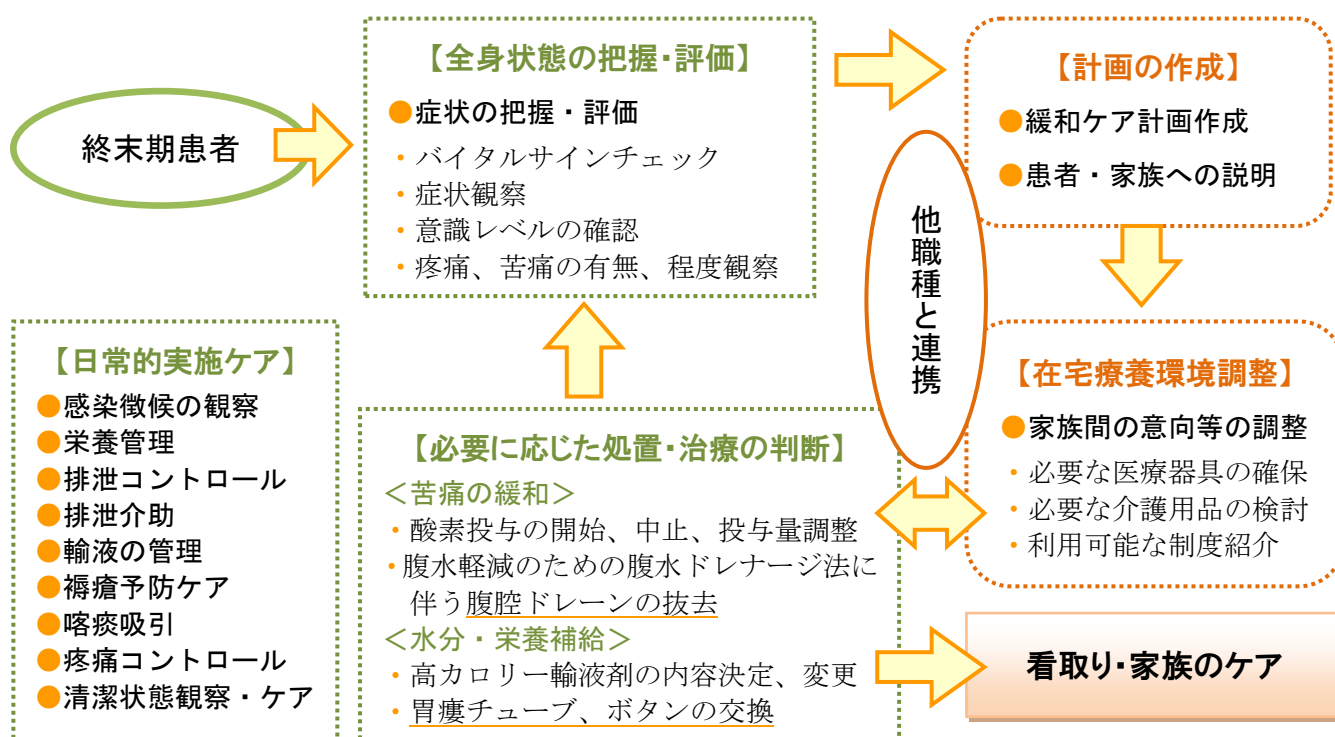 終末期患者
【全身状態の把握・評価】
●症状の把握・評価
・バイタルサインチェック
・症状観察
・意識レベルの確認
・疼痛、苦痛の有無、程度観察
【計画の作成】
●緩和ケア計画作成
●患者・家族への説明
他職種と連携
【在宅療養環境調整】
●家族間の意向等の調整
・必要な医療器具の確保
・必要な介護用品の検討
・利用可能な制度紹介
【日常的実施ケア】
●感染徴候の観察
●栄養管理
●排泄コントロール
●排泄介助
●輸液の管理
●褥瘡予防ケア
●喀痰吸引
●疼痛コントロール
●清潔状態観察・ケア
【必要に応じた処置・治療の判断】
＜苦痛の緩和＞
・酸素投与の開始、中止、投与量調整
・腹水軽減のための腹水ドレナージ法に
伴う腹腔ドレーンの抜去
＜水分・栄養補給＞
・高カロリー輸液剤の内容決定、変更
・胃瘻チューブ、ボタンの交換
看取り・家族のケア